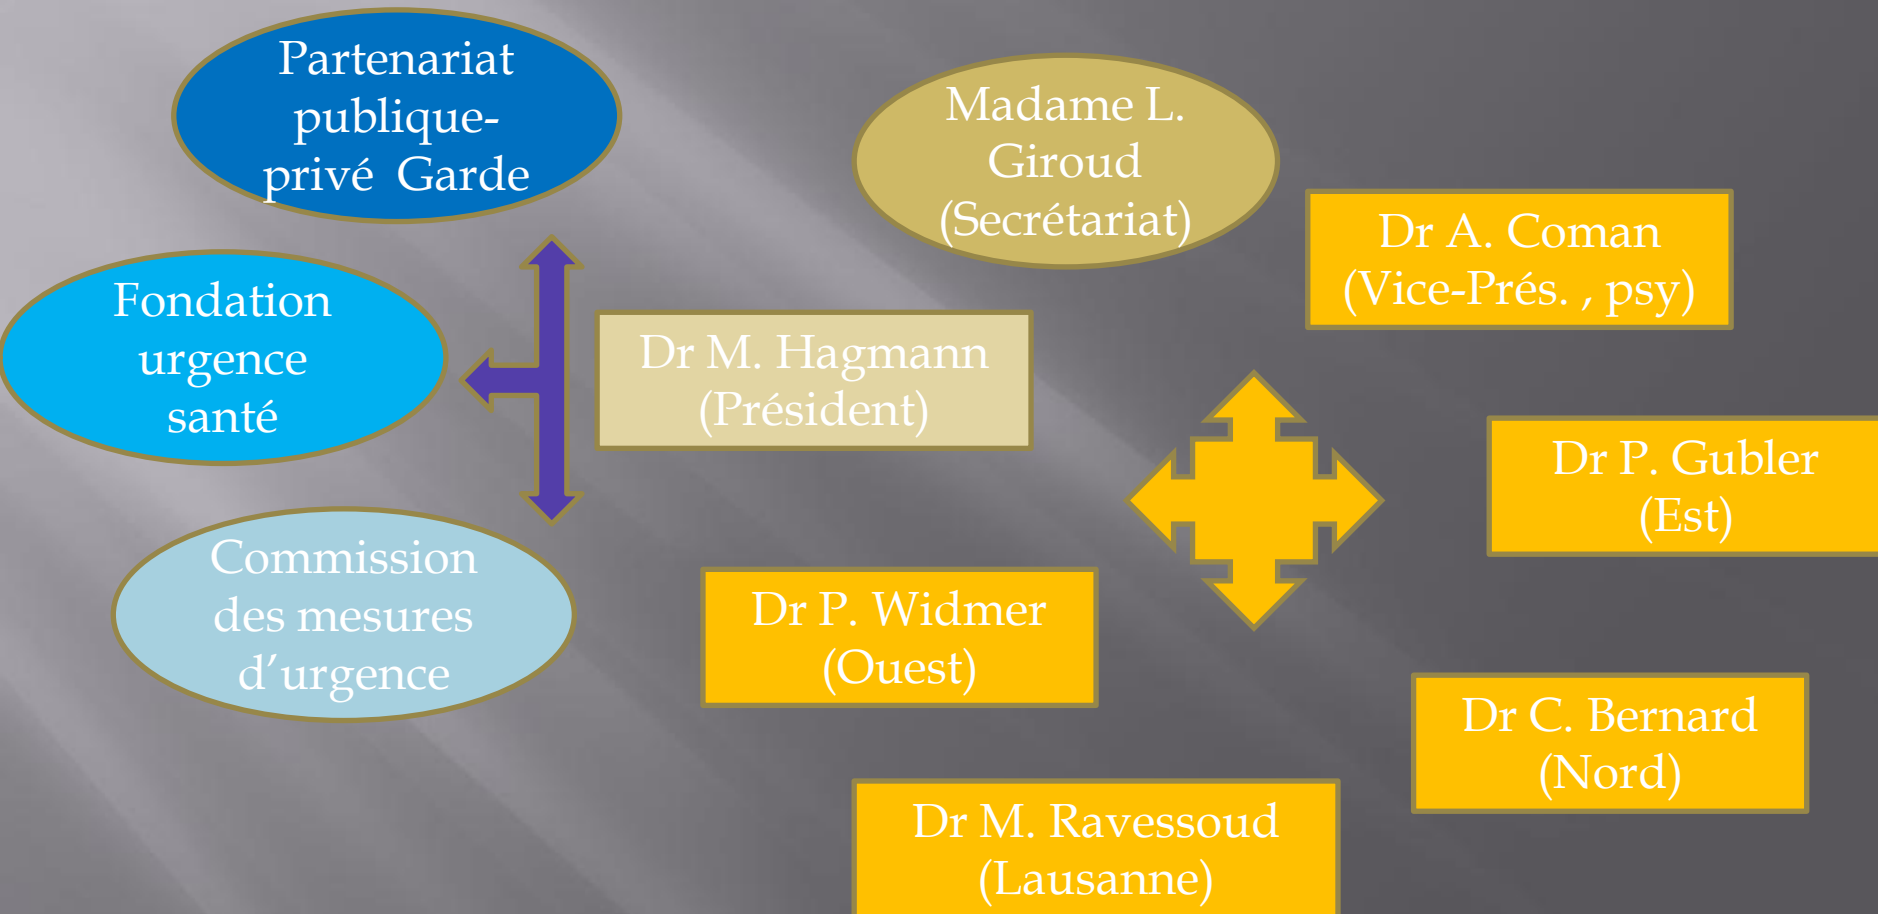 Partenariat
publique-
privé Garde
Madame L.
Giroud
(Secrétariat)
Dr A. Coman
(Vice-Prés. , psy)
Fondation
urgence
santé
Dr M. Hagmann
(Président)
Dr P. Gubler
(Est)
Commission
des mesures
d’urgence
Dr P. Widmer
(Ouest)
Dr C. Bernard
(Nord)
Dr M. Ravessoud
(Lausanne)